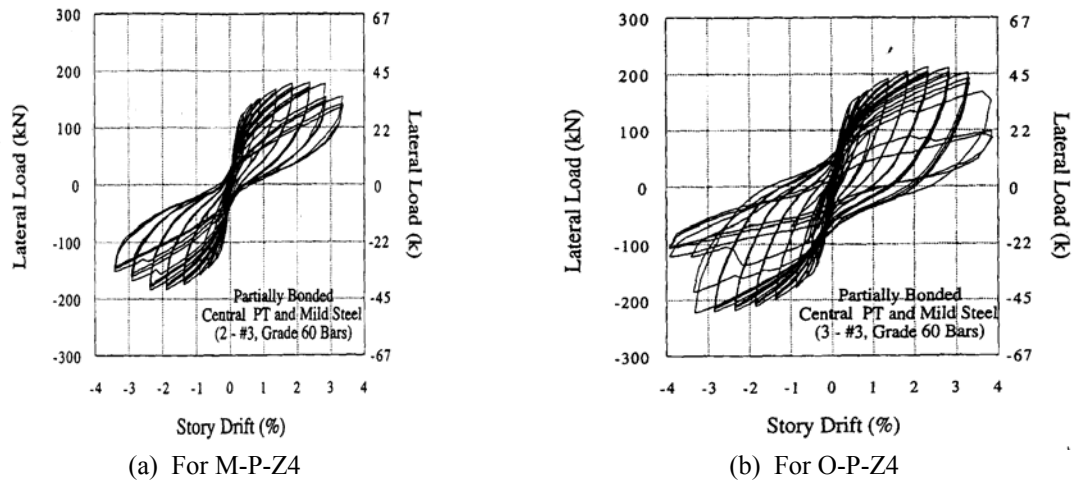 300
200
100
0
-100
-200
-300
Lateral Load (kN)
67
45
22
0
-22
-45
-67
Lateral Load (k)
Partially Bonded
Central PT and Mild Steel
(2 - #3, Grade 60 Bars)
-4 -3 -2 -1 0 1 2 3 4
Story Drift (%)
(a) For M-P-Z4
300
200
100
0
-100
-200
-300
Lateral Load (kN)
67
45
22
0
-22
-45
-67
Lateral Load (k)
Partially Bonded
Central PT and Mild Steel
(3 - #3, Grade 60 Bars)
-4 -3 -2 -1 0 1 2 3 4
Story Drift (%)
(b) For O-P-Z4